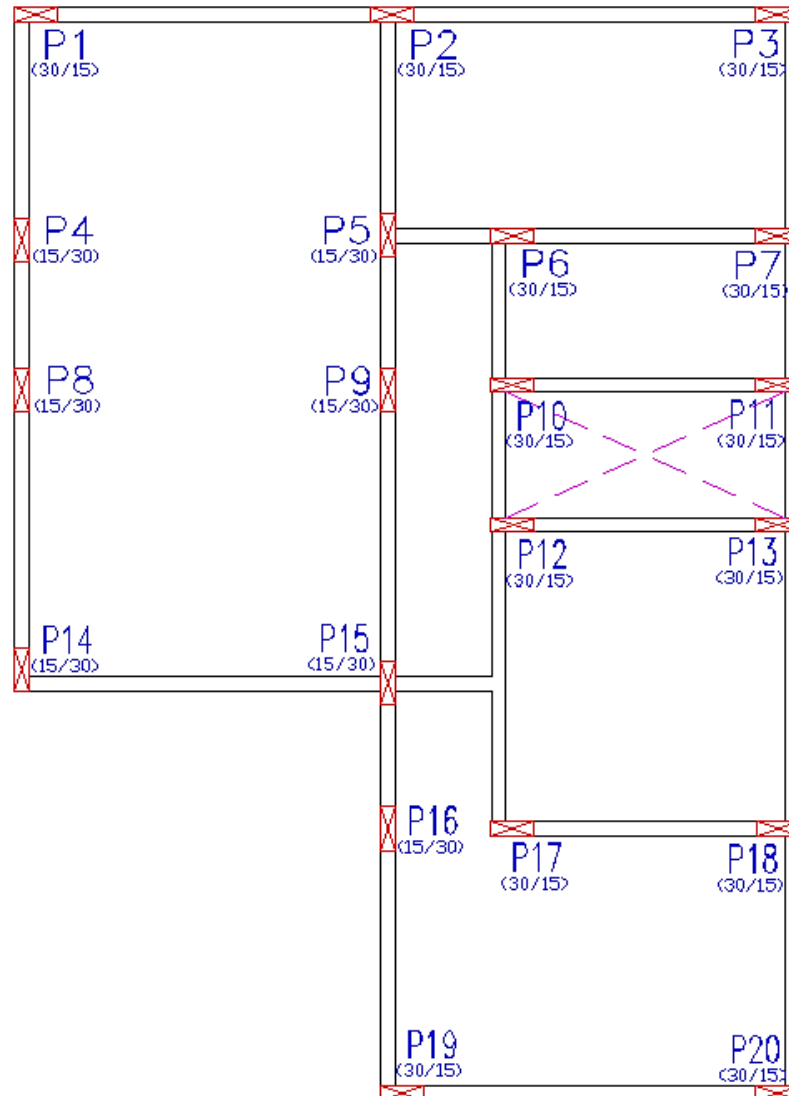 P1
(30/15)
P2
(30/15)
P3
(30/15)
P4
(15/30)
P5
(15/30)
P6
(30/15)
P7
(30/15)
P8
(15/30)
P9
(15/30)
P10
(30/15)
P11
(30/15)
P12
(30/15)
P13
(30/15)
P14
(15/30)
P15
(15/30)
P16
(15/30)
P17
(30/15)
P18
(30/15)
P19
(30/15)
P20
(30/15)